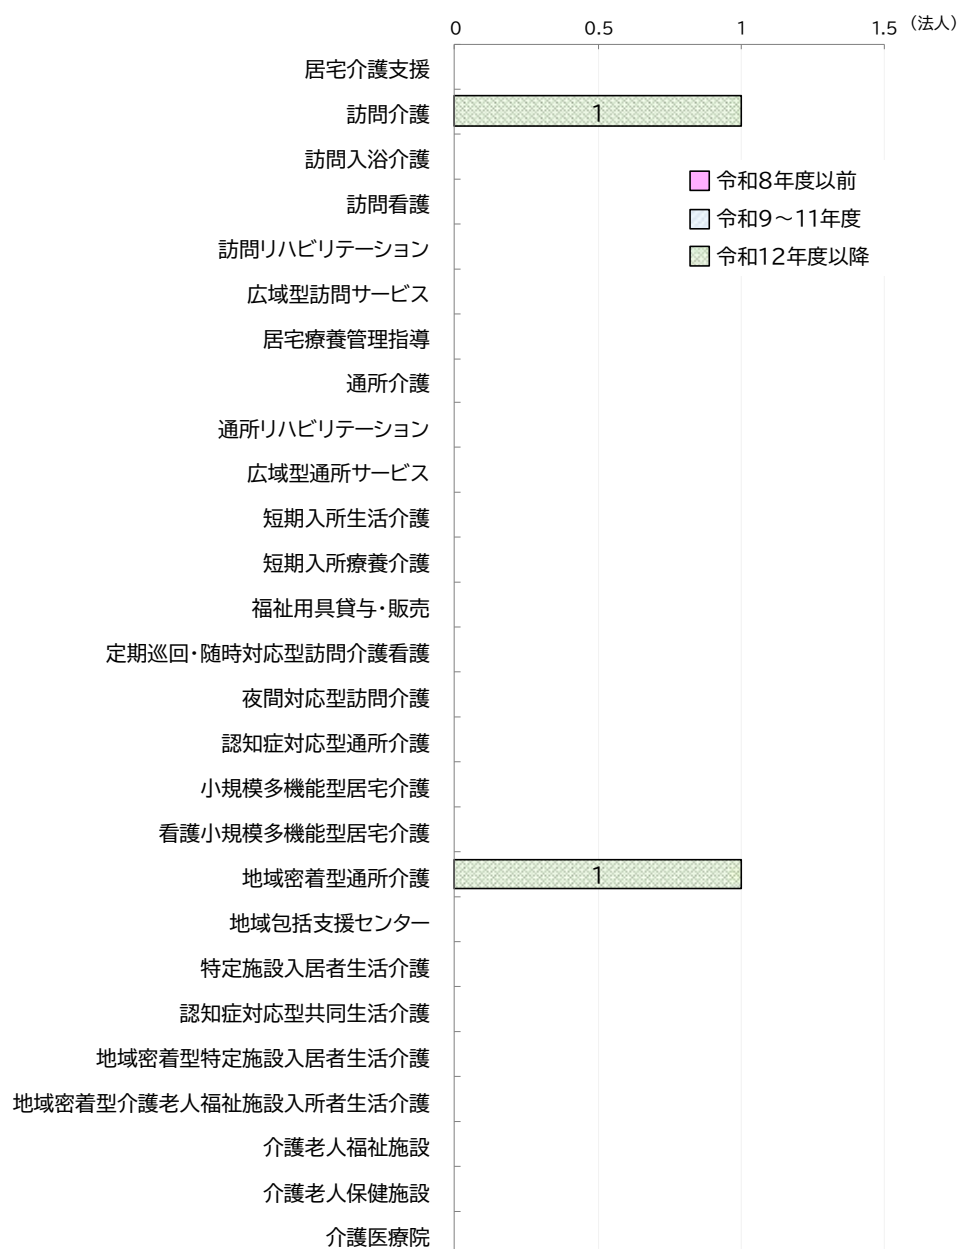 0 0.5 1 1.5 (法人)
居宅介護支援
訪問介護 1
訪問入浴介護
令和8年度以前
訪問看護
令和9～11年度
訪問リハビリテーション
令和12年度以降
広域型訪問サービス
居宅療養管理指導
通所介護
通所リハビリテーション
広域型通所サービス
短期入所生活介護
短期入所療養介護
福祉用具貸与・販売
定期巡回・随時対応型訪問介護看護
夜間対応型訪問介護
認知症対応型通所介護
小規模多機能型居宅介護
看護小規模多機能型居宅介護
地域密着型通所介護 1
地域包括支援センター
特定施設入居者生活介護
認知症対応型共同生活介護
地域密着型特定施設入居者生活介護
地域密着型介護老人福祉施設入所者生活介護
介護老人福祉施設
介護老人保健施設
介護医療院